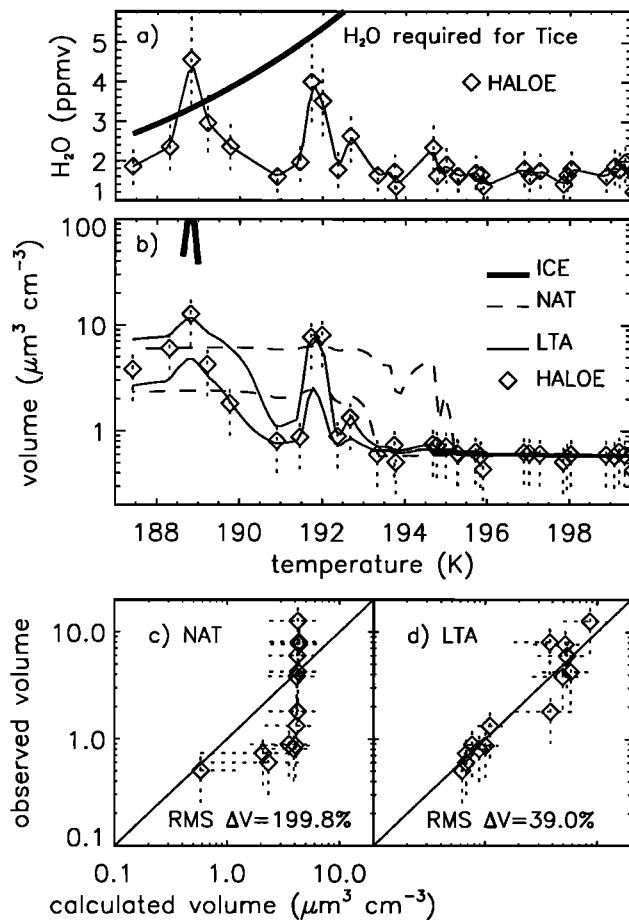 a)
H₂O required for Tice
HALOE
H₂O (ppmv)
5
4
3
2
1
b)
ICE
NAT
LTA
HALOE
volume (μm³ cm⁻³)
100
10
1
188 190 192 194 196 198
temperature (K)
c) NAT
RMS ΔV=199.8%
d) LTA
RMS ΔV=39.0%
observed volume
10.0
1.0
0.1
0.1 1.0 10.0
calculated volume (μm³ cm⁻³)